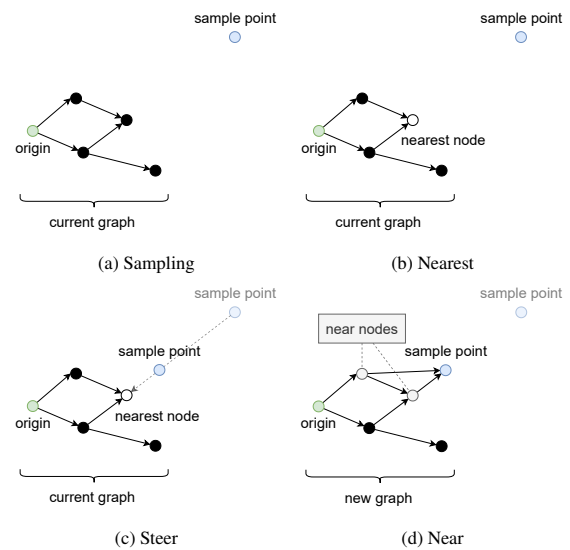 sample point
origin
current graph
(a) Sampling
sample point
nearest node
origin
current graph
(b) Nearest
sample point
sample point
nearest node
origin
current graph
(c) Steer
sample point
near nodes
sample point
origin
new graph
(d) Near